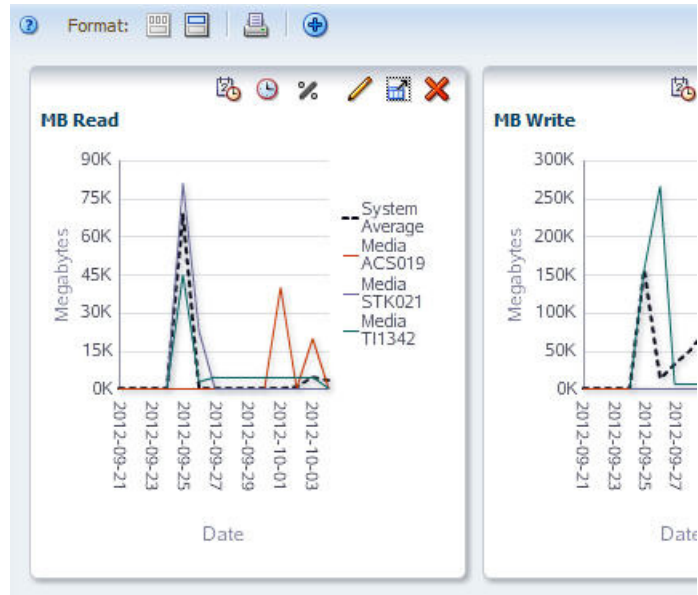 Format:
MB Read
90K
75K
60K
45K
30K
15K
0K
Megabytes
2012-09-21
2012-09-23
2012-09-25
2012-09-27
2012-09-29
2012-10-01
2012-10-03
Date
System
Average
Media
ACS019
Media
STK021
Media
TI1342
MB Write
300K
250K
200K
150K
100K
50K
0K
Megabytes
2012-09-21
2012-09-23
2012-09-25
2012-09-27
Date